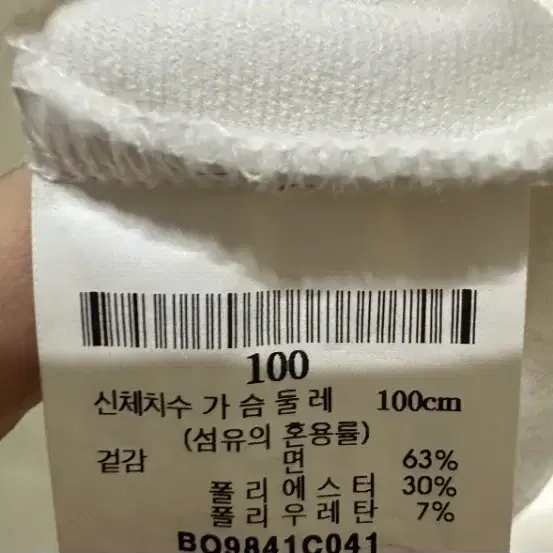 100
신체치수 가슴둘레 100cm
(섬유의 혼용률)
겉감 면 63%
폴리에스터 30%
폴리우레탄 7%
BQ9841C041